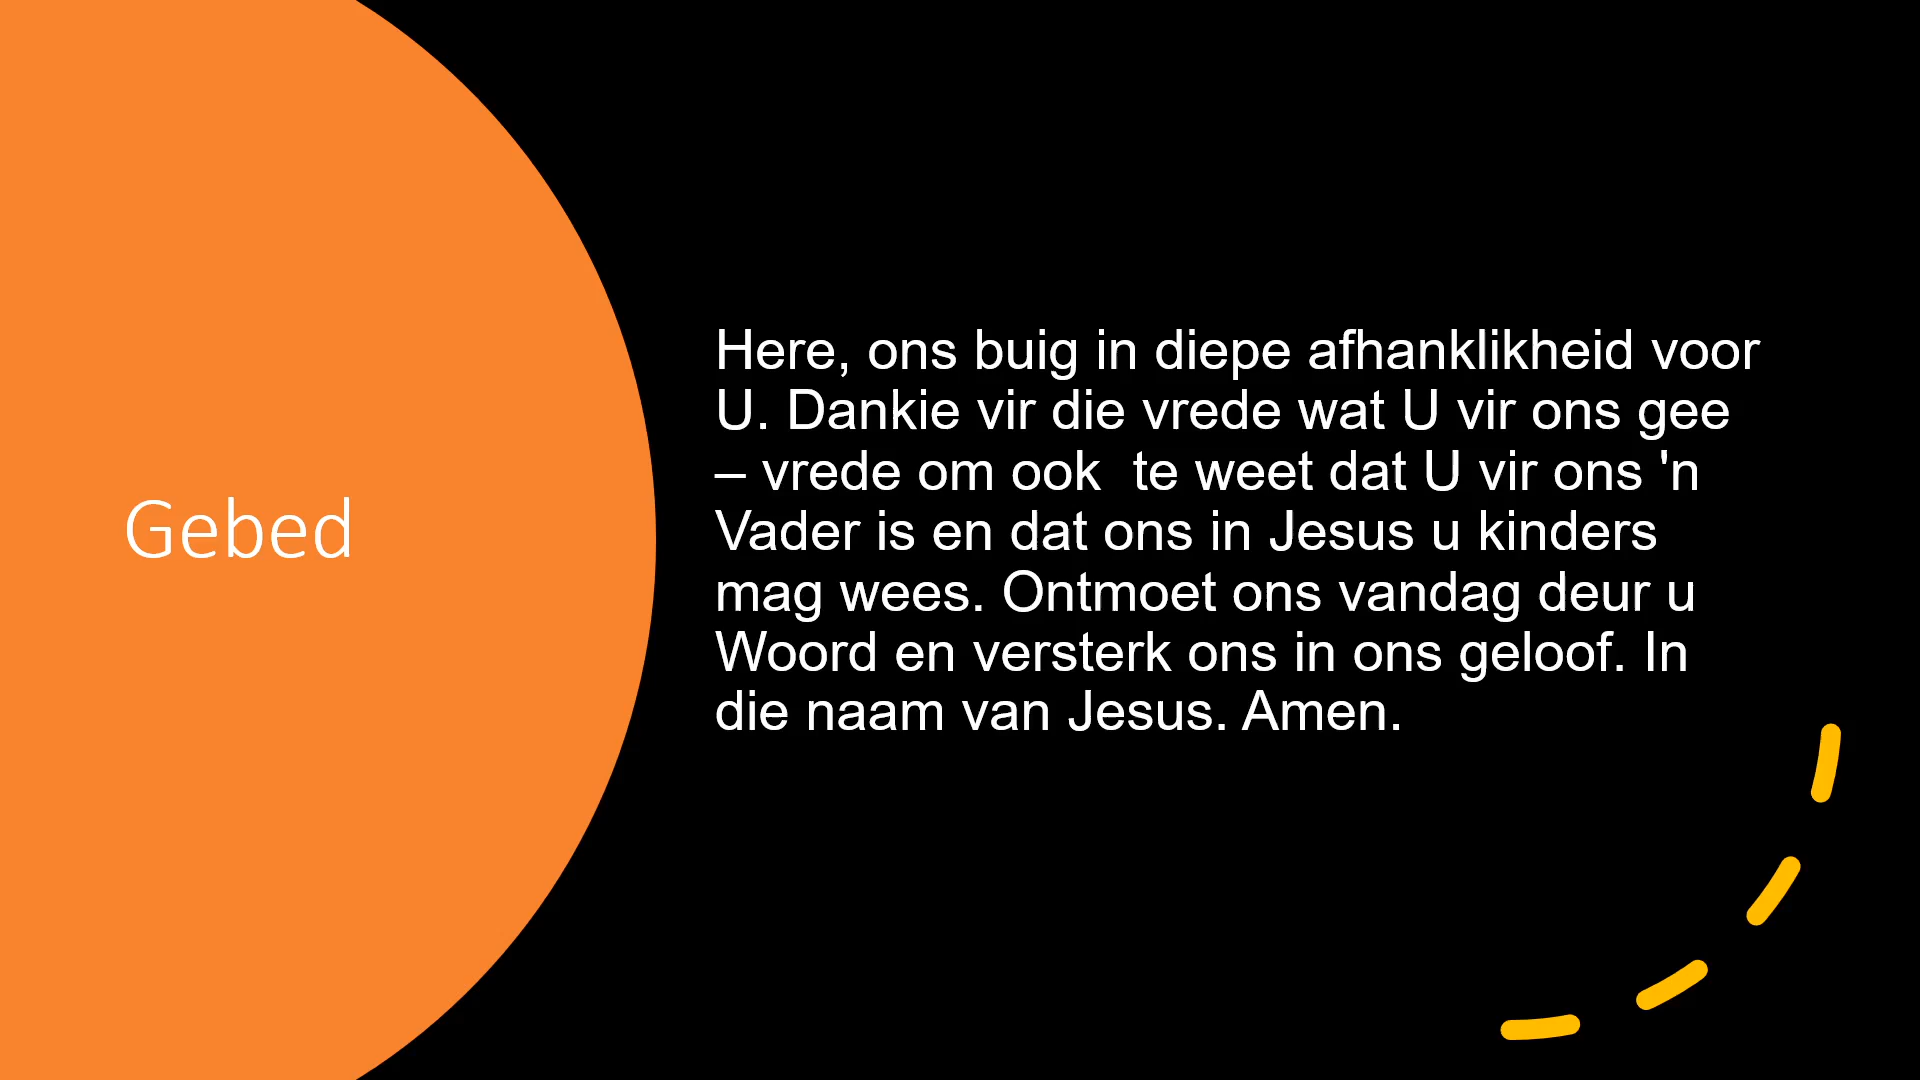 Gebed
Here, ons buig in diepe afhanklikheid voor
U. Dankie vir die vrede wat U vir ons gee
– vrede om ook  te weet dat U vir ons 'n
Vader is en dat ons in Jesus u kinders
mag wees. Ontmoet ons vandag deur u
Woord en versterk ons in ons geloof. In
die naam van Jesus. Amen.